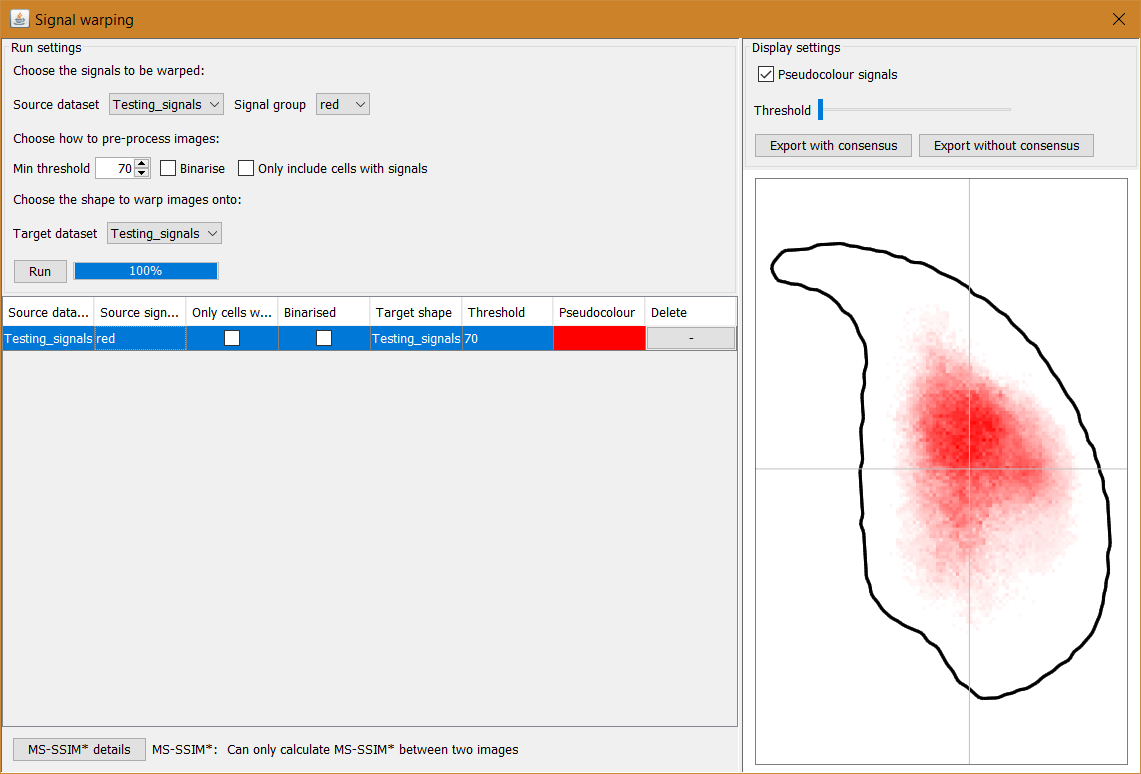 Signal warping
Run settings
Choose the signals to be warped:
Source dataset Testing_signals Signal group red
Choose how to pre-process images:
Min threshold 70 Binarise Only include cells with signals
Choose the shape to warp images onto:
Target dataset Testing_signals
Run 100%
Source data... Source sign... Only cells w... Binarised Target shape Threshold Pseudocolour Delete
Testing_signals red Testing_signals 70 -
MS-SSIM* details MS-SSIM*: Can only calculate MS-SSIM* between two images
Display settings
Pseudocolour signals
Threshold
Export with consensus Export without consensus